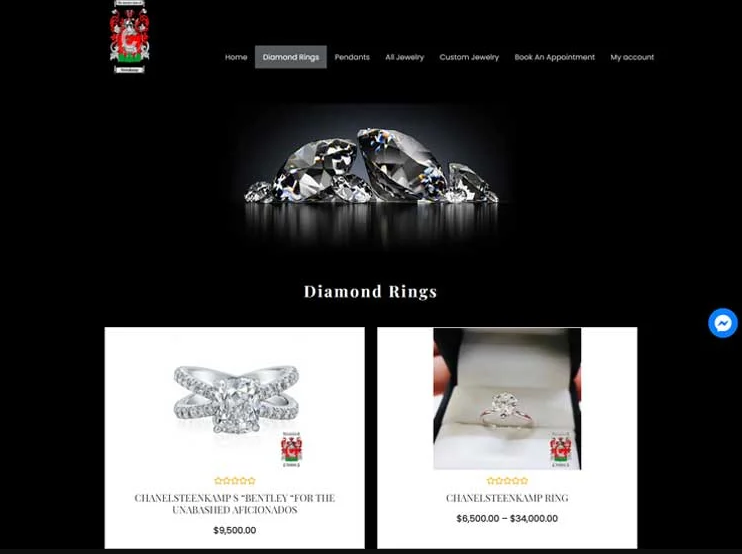 Home Diamond Rings Pendants All Jewelry Custom Jewelry Book An Appointment My account
Diamond Rings
CHANELSTEENKAMP S “BENTLEY “FOR THE
UNABASHED AFICIONADOS
$9,500.00
CHANELSTEENKAMP RING
$6,500.00 – $34,000.00